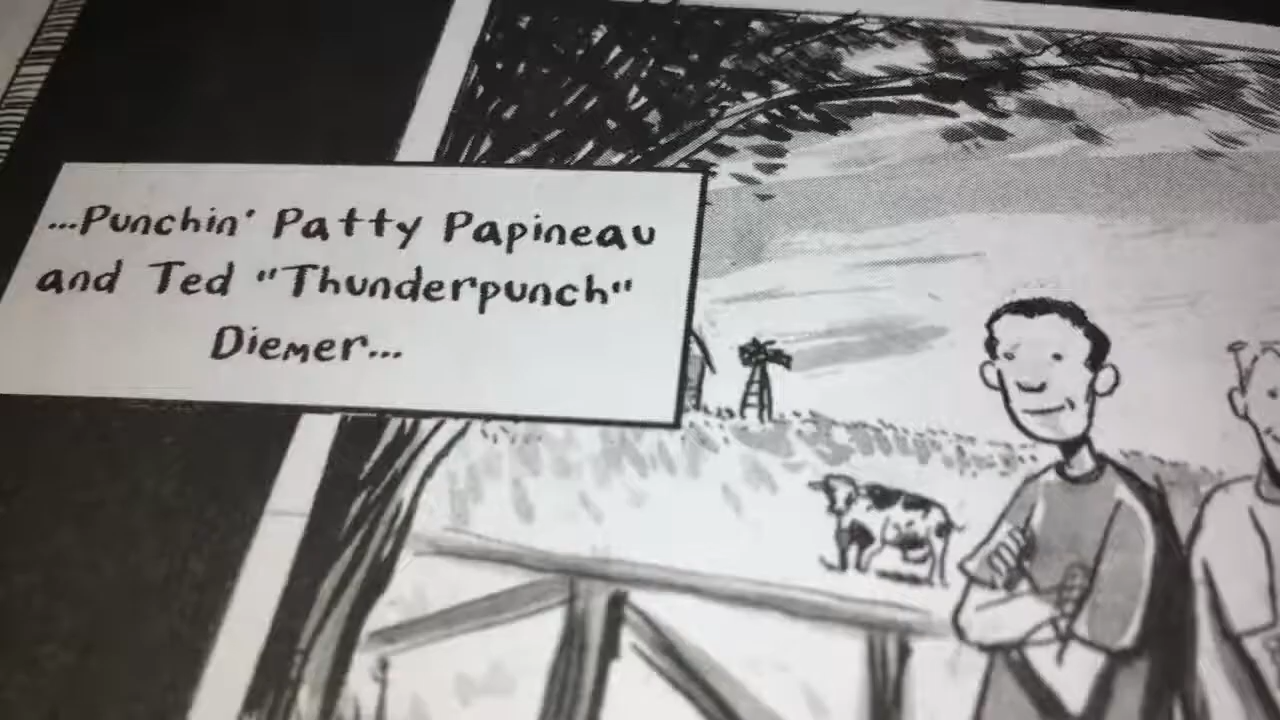 ...Punchin' Patty Papineau
and Ted "Thunderpunch"
Diemer...